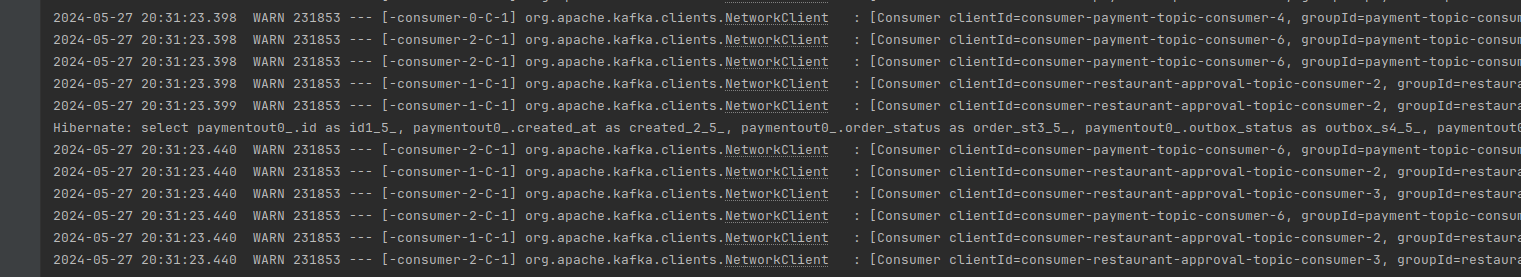 2024-05-27 20:31:23.398  WARN 231853 --- [-consumer-0-C-1] org.apache.kafka.clients.NetworkClient   : [Consumer clientId=consumer-payment-topic-consumer-4, groupId=payment-topic-consum
2024-05-27 20:31:23.398  WARN 231853 --- [-consumer-2-C-1] org.apache.kafka.clients.NetworkClient   : [Consumer clientId=consumer-payment-topic-consumer-6, groupId=payment-topic-consum
2024-05-27 20:31:23.398  WARN 231853 --- [-consumer-2-C-1] org.apache.kafka.clients.NetworkClient   : [Consumer clientId=consumer-payment-topic-consumer-6, groupId=payment-topic-consum
2024-05-27 20:31:23.398  WARN 231853 --- [-consumer-1-C-1] org.apache.kafka.clients.NetworkClient   : [Consumer clientId=consumer-restaurant-approval-topic-consumer-2, groupId=restaura
2024-05-27 20:31:23.399  WARN 231853 --- [-consumer-1-C-1] org.apache.kafka.clients.NetworkClient   : [Consumer clientId=consumer-restaurant-approval-topic-consumer-2, groupId=restaura
Hibernate: select paymentout0_.id as id1_5_, paymentout0_.created_at as created_2_5_, paymentout0_.order_status as order_st3_5_, paymentout0_.outbox_status as outbox_s4_5_, paymentout0
2024-05-27 20:31:23.440  WARN 231853 --- [-consumer-2-C-1] org.apache.kafka.clients.NetworkClient   : [Consumer clientId=consumer-payment-topic-consumer-6, groupId=payment-topic-consum
2024-05-27 20:31:23.440  WARN 231853 --- [-consumer-1-C-1] org.apache.kafka.clients.NetworkClient   : [Consumer clientId=consumer-restaurant-approval-topic-consumer-2, groupId=restaura
2024-05-27 20:31:23.440  WARN 231853 --- [-consumer-2-C-1] org.apache.kafka.clients.NetworkClient   : [Consumer clientId=consumer-restaurant-approval-topic-consumer-3, groupId=restaura
2024-05-27 20:31:23.440  WARN 231853 --- [-consumer-2-C-1] org.apache.kafka.clients.NetworkClient   : [Consumer clientId=consumer-payment-topic-consumer-6, groupId=payment-topic-consum
2024-05-27 20:31:23.440  WARN 231853 --- [-consumer-1-C-1] org.apache.kafka.clients.NetworkClient   : [Consumer clientId=consumer-restaurant-approval-topic-consumer-2, groupId=restaura
2024-05-27 20:31:23.440  WARN 231853 --- [-consumer-2-C-1] org.apache.kafka.clients.NetworkClient   : [Consumer clientId=consumer-restaurant-approval-topic-consumer-3, groupId=restaura